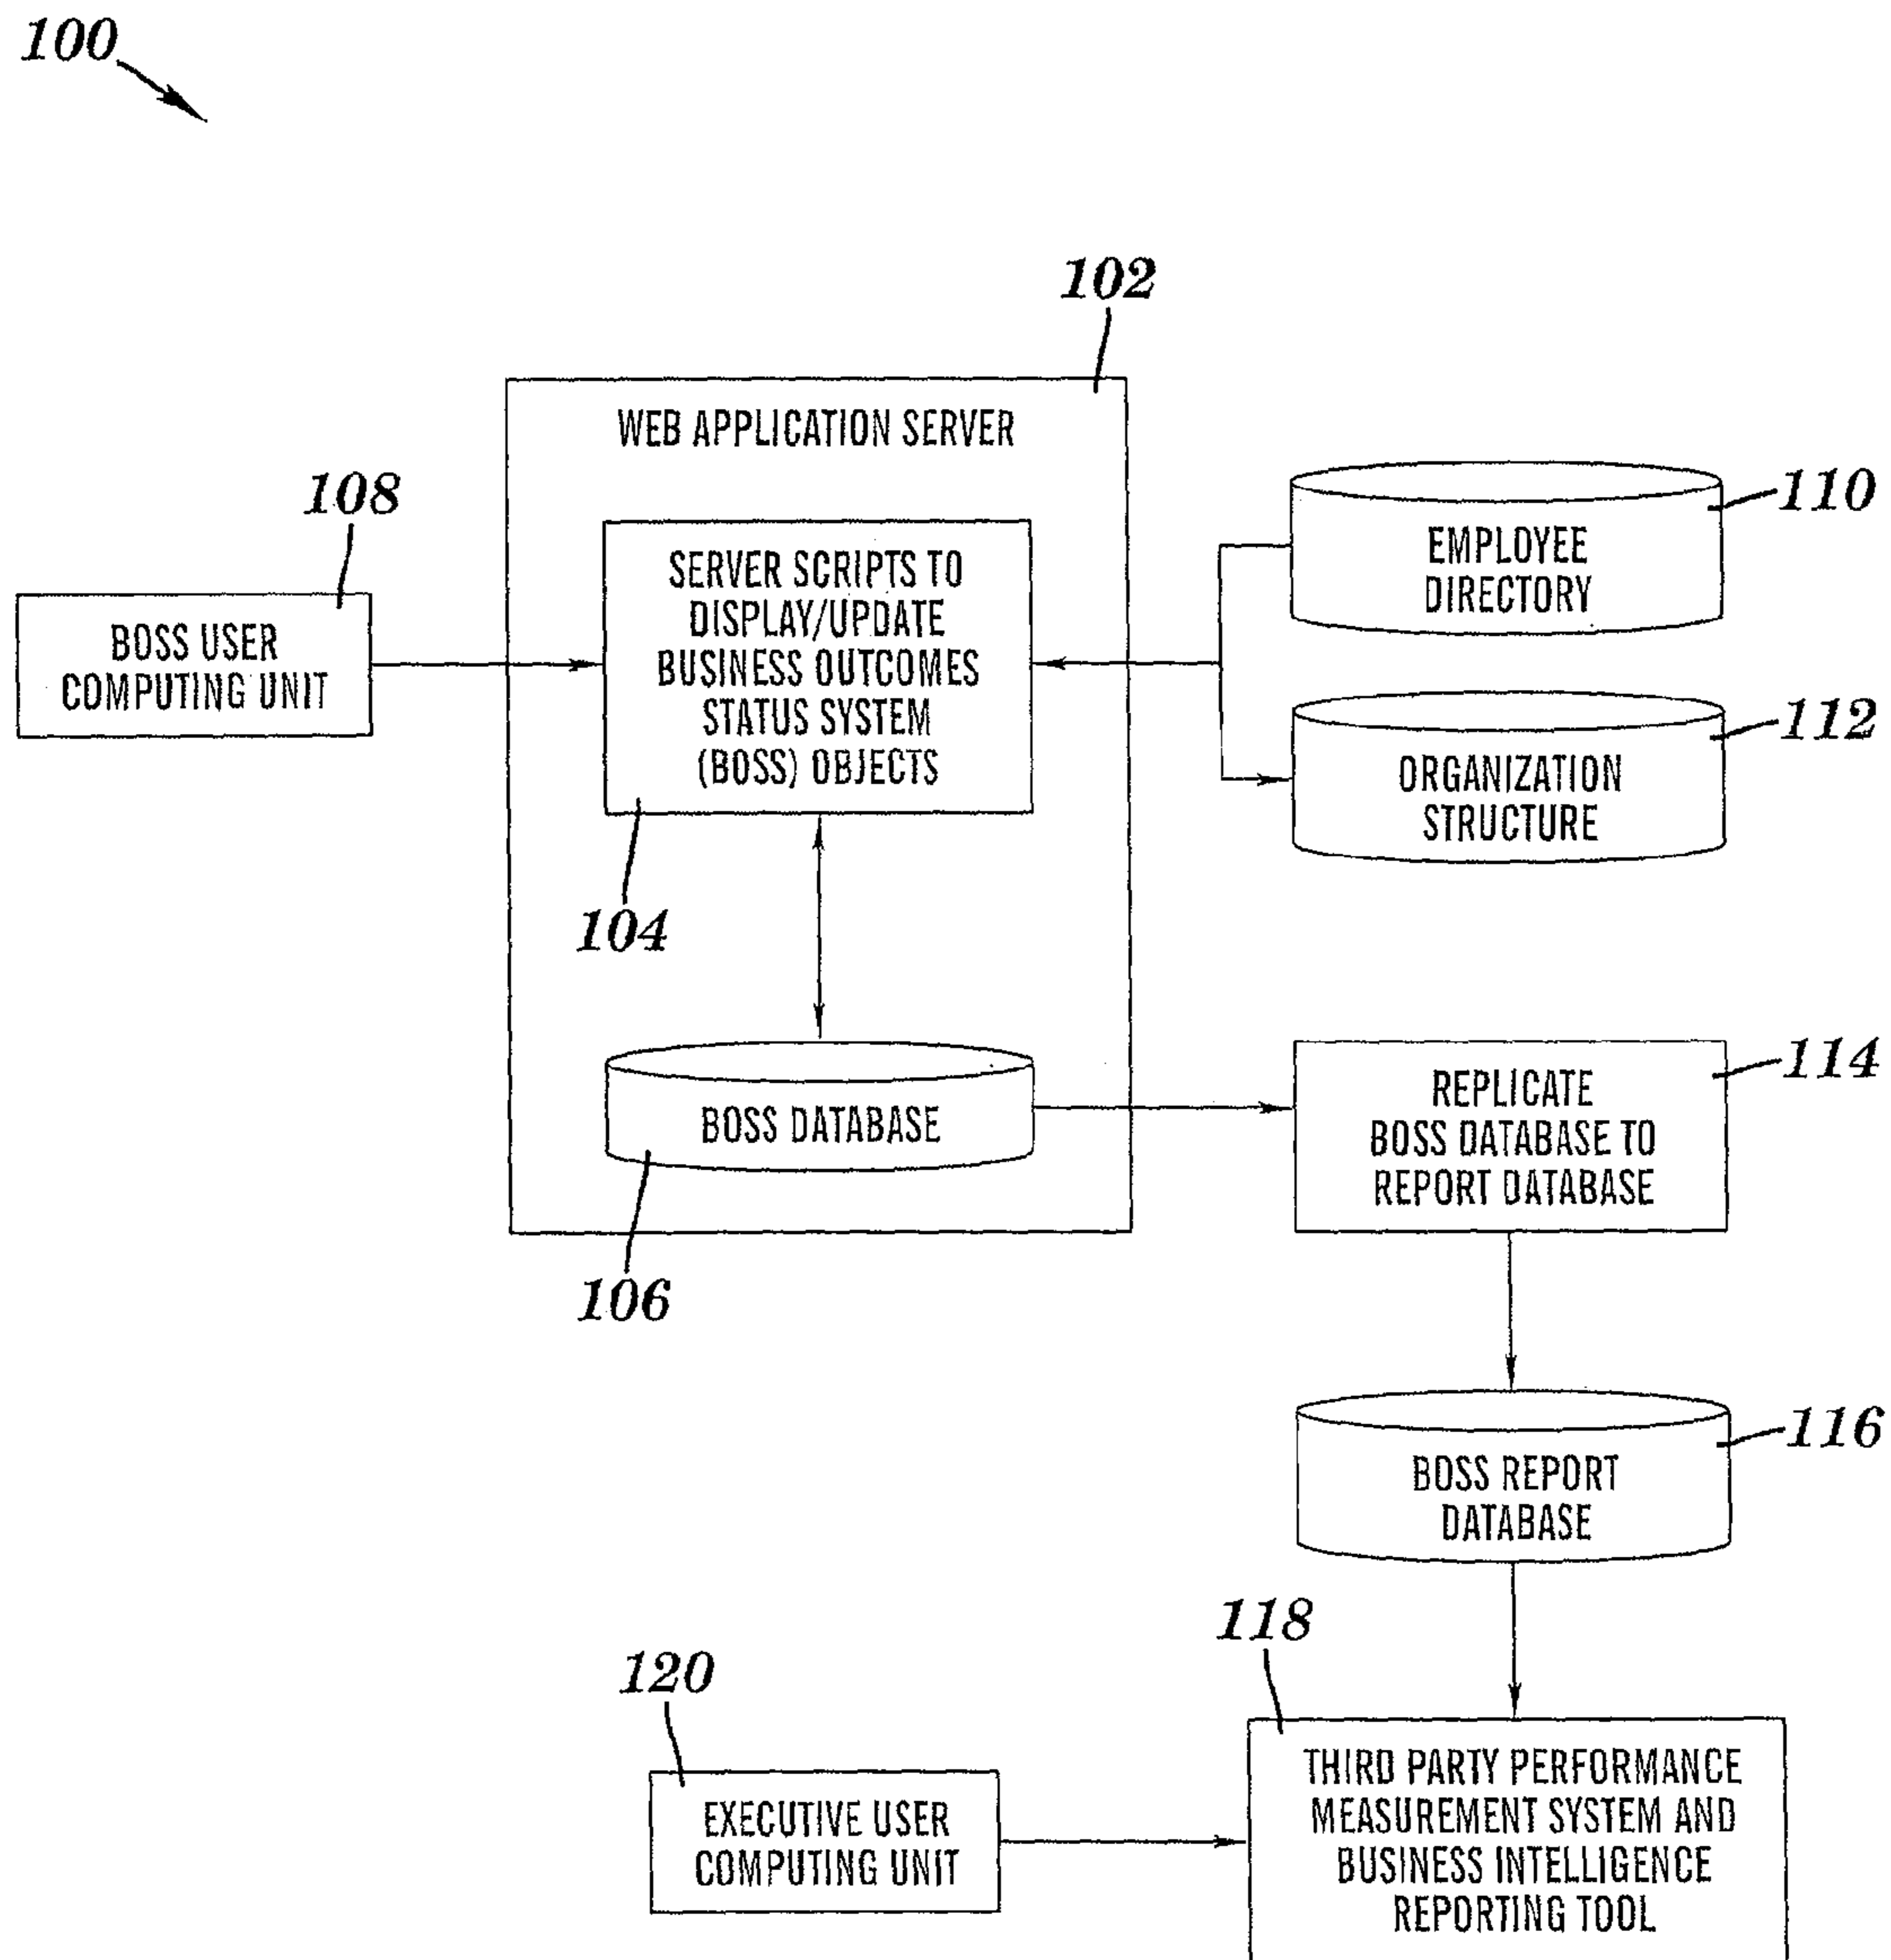 100
102
WEB APPLICATION SERVER
108
BOSS USER
COMPUTING UNIT
SERVER SCRIPTS TO
DISPLAY/UPDATE
BUSINESS OUTCOMES
STATUS SYSTEM
(BOSS) OBJECTS
104
110
EMPLOYEE
DIRECTORY
112
ORGANIZATION
STRUCTURE
BOSS DATABASE
106
114
REPLICATE
BOSS DATABASE TO
REPORT DATABASE
116
BOSS REPORT
DATABASE
118
120
EXECUTIVE USER
COMPUTING UNIT
THIRD PARTY PERFORMANCE
MEASUREMENT SYSTEM AND
BUSINESS INTELLIGENCE
REPORTING TOOL